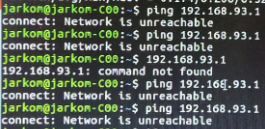 jarkom@jarkom-C00:~$ ping 192.168.93.1
connect: Network is unreachable
jarkom@jarkom-C00:~$ ping 192.168.93.1
connect: Network is unreachable
jarkom@jarkom-C00:~$ 192.168.93.1
192.168.93.1: command not found
jarkom@jarkom-C00:~$ ping 192.168.93.1
connect: Network is unreachable
jarkom@jarkom-C00:~$ ping 192.168.93.1
connect: Network is unreachable